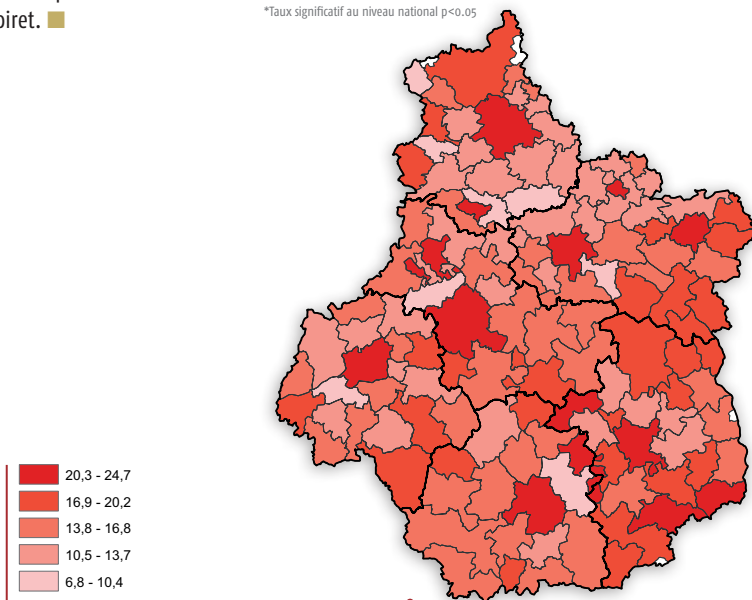 oiret.
*Taux significatif au niveau national p<0.05
20,3 - 24,7
16,9 - 20,2
13,8 - 16,8
10,5 - 13,7
6,8 - 10,4